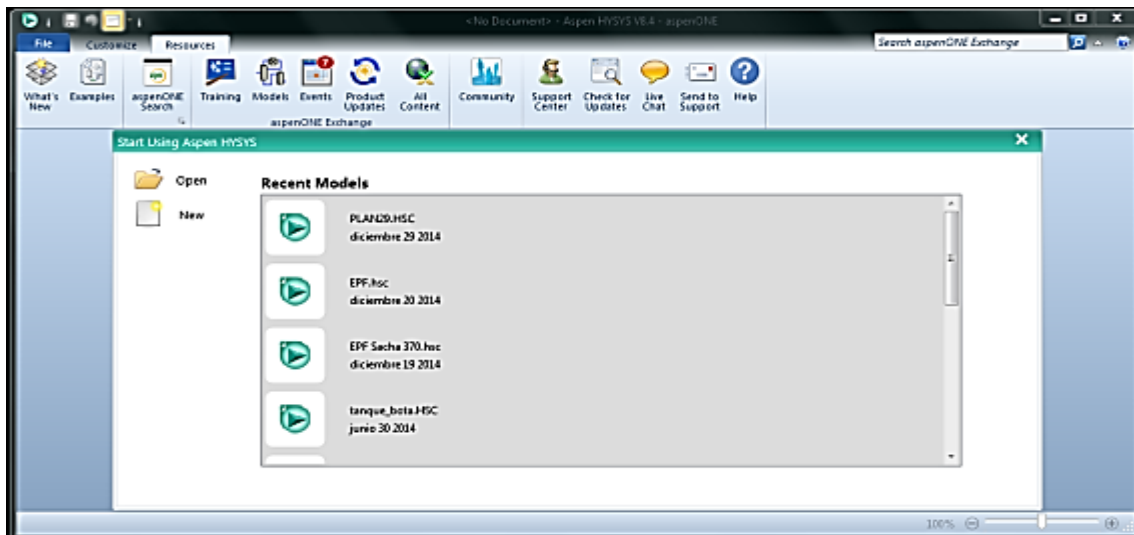 <No Document> - Aspen HYSYS V8.4 - aspenONE
File Customize Resources Search aspenONE Exchange
What's New Examples aspenONE Search Training Models Events Product Updates All Content Community Support Center Check for Updates Live Chat Send to Support Help
7
aspenONE Exchange
Start Using Aspen HYSYS
Open
New
Recent Models
PLAN29.HSC
diciembre 29 2014
EPF.hsc
diciembre 20 2014
EPF Sacha 370.hsc
diciembre 19 2014
tanque_bota.HSC
junio 30 2014
100%